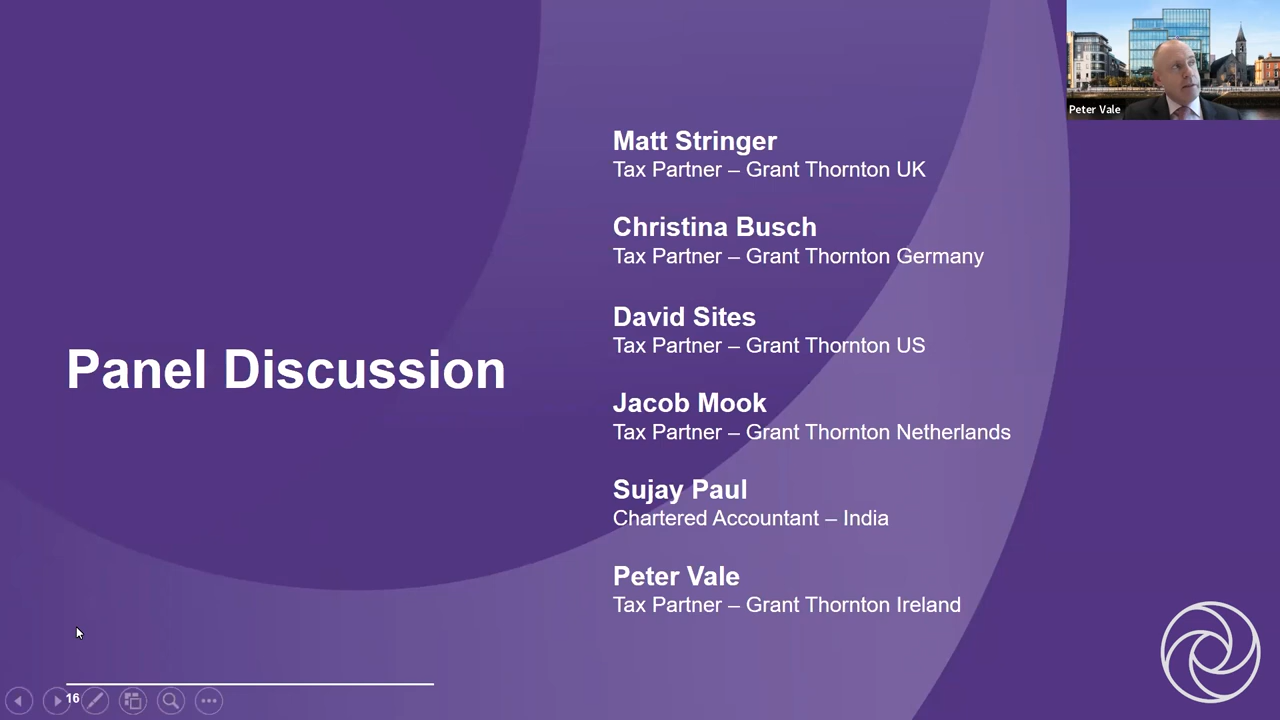 Peter Vale
Panel Discussion
Matt Stringer
Tax Partner – Grant Thornton UK
Christina Busch
Tax Partner – Grant Thornton Germany
David Sites
Tax Partner – Grant Thornton US
Jacob Mook
Tax Partner – Grant Thornton Netherlands
Sujay Paul
Chartered Accountant – India
Peter Vale
Tax Partner – Grant Thornton Ireland
16